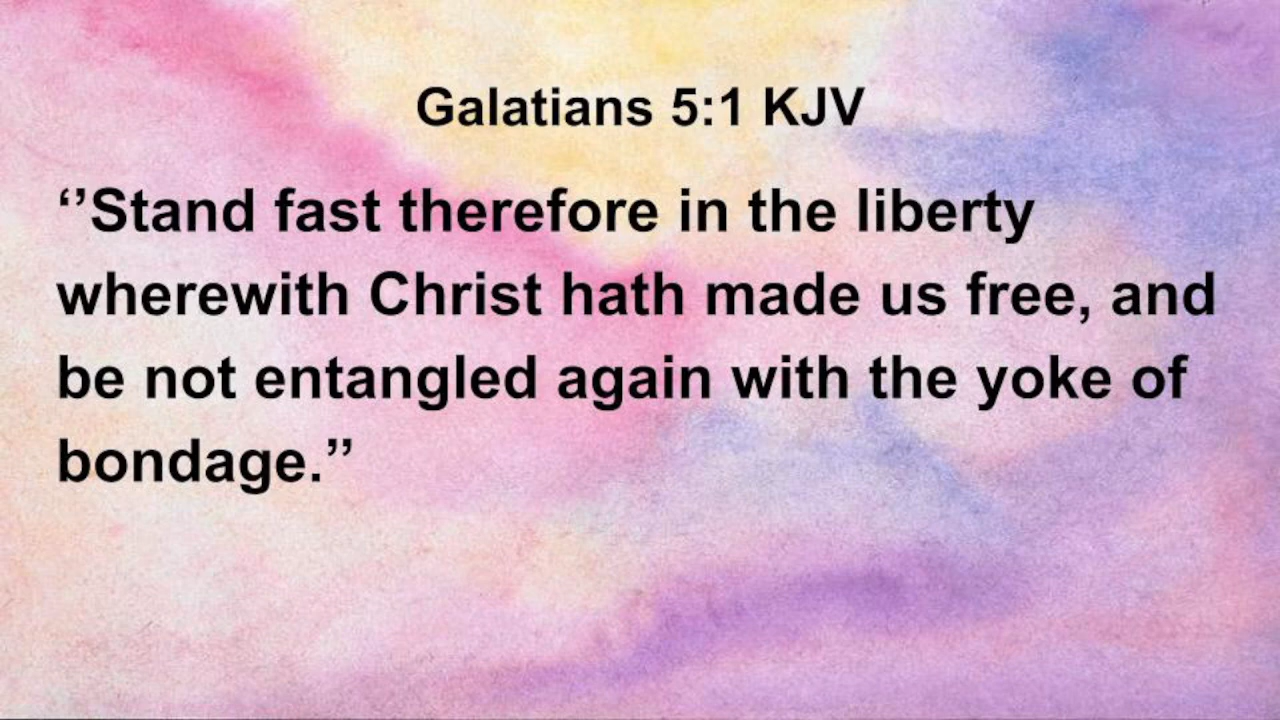 Galatians 5:1 KJV
‘’Stand fast therefore in the liberty
wherewith Christ hath made us free, and
be not entangled again with the yoke of
bondage.’’